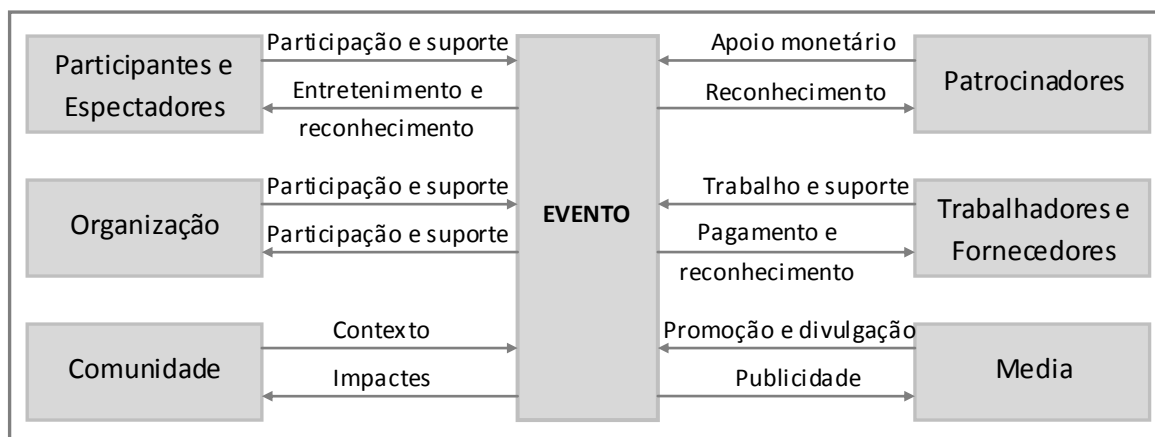 Participantes e
Espectadores
Participação e suporte
Entretenimento e
reconhecimento
Organização
Participação e suporte
Participação e suporte
Comunidade
Contexto
Impactes
EVENTO
Apoio monetário
Reconhecimento
Patrocinadores
Trabalho e suporte
Pagamento e
reconhecimento
Trabalhadores e
Fornecedores
Promoção e divulgação
Publicidade
Media